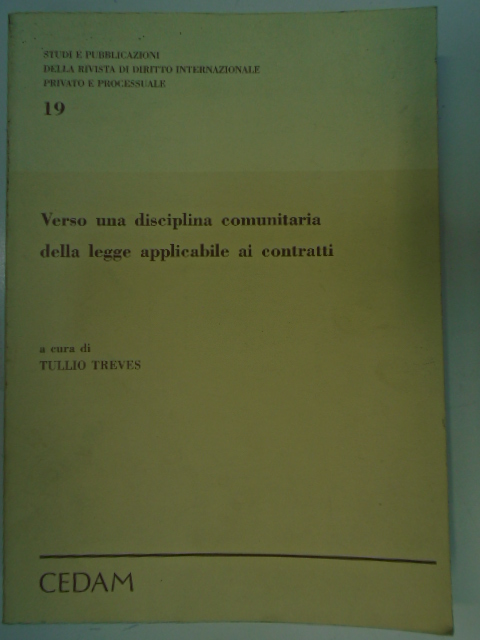 STUDI E PUBBLICAZIONI
DELLA RIVISTA DI DIRITTO INTERNAZIONALE
PRIVATO E PROCESSUALE
19
Verso una disciplina comunitaria
della legge applicabile ai contratti
a cura di
TULLIO TREVES
CEDAM